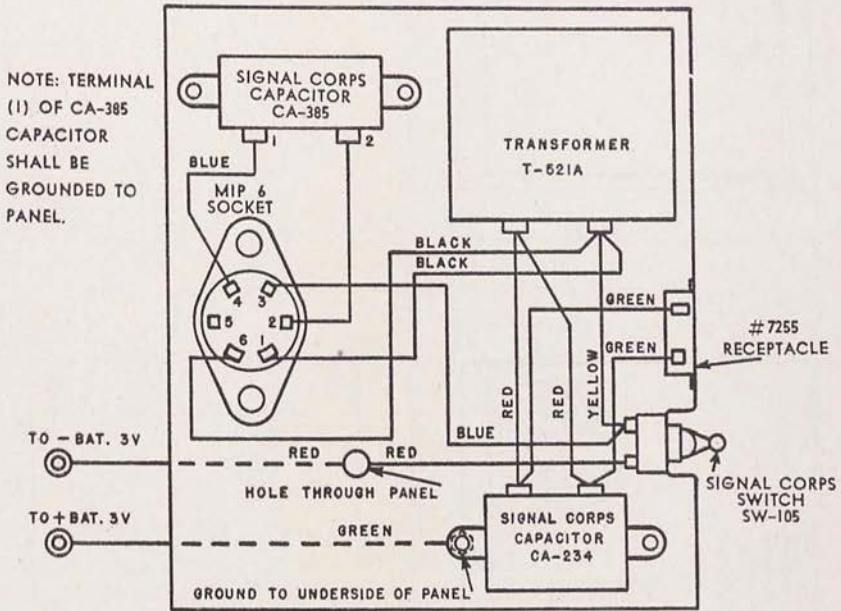 NOTE: TERMINAL
(1) OF CA-385
CAPACITOR
SHALL BE
GROUNDED TO
PANEL.
SIGNAL CORPS
CAPACITOR
CA-385
1
2
BLUE
MIP 6
SOCKET
TRANSFORMER
T-521A
BLACK
BLACK
4
3
5
2
6
1
GREEN
GREEN
#7255
RECEPTACLE
RED
RED
YELLOW
BLUE
TO - BAT. 3V
RED
RED
HOLE THROUGH PANEL
SIGNAL CORPS
SWITCH
SW-105
TO + BAT. 3V
GREEN
SIGNAL CORPS
CAPACITOR
CA-234
GROUND TO UNDERSIDE OF PANEL